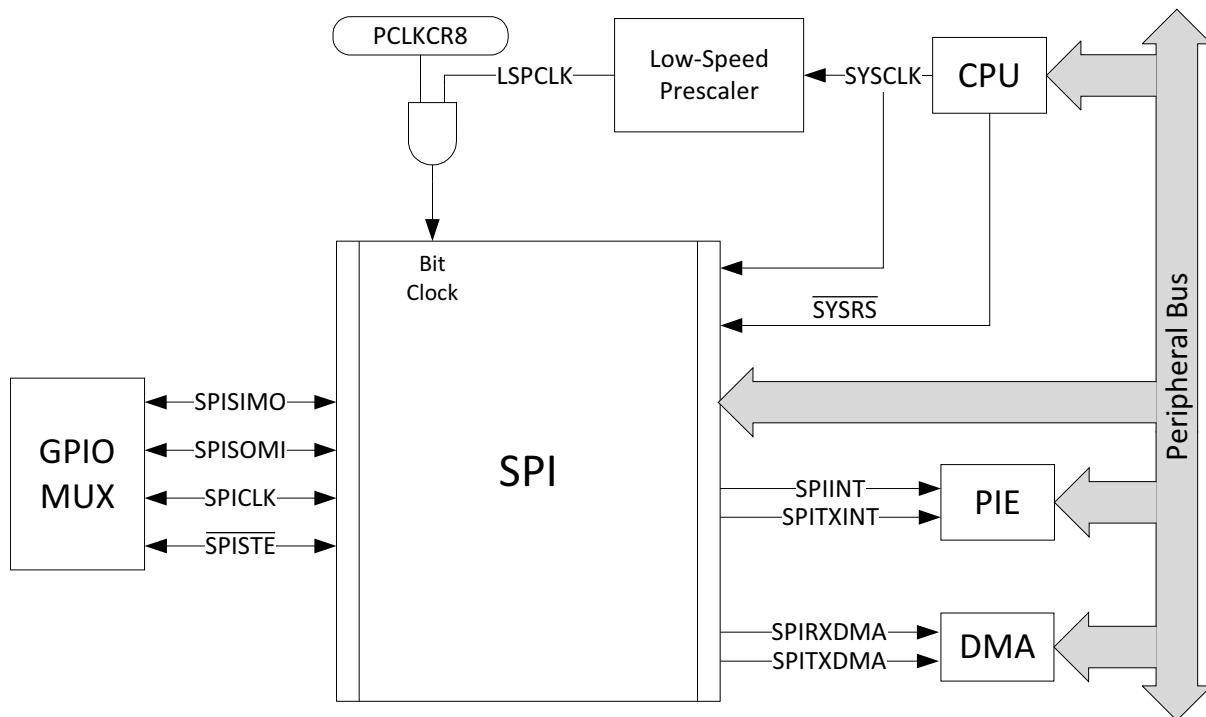 PCLKCR8
LSPCLK
Low-Speed
Prescaler
SYSCLK
CPU
Bit
Clock
SYSRS
Peripheral Bus
GPIO
MUX
SPISIMO
SPISOMI
SPICLK
SPISTE
SPI
SPIINT
SPITXINT
PIE
SPIRXDMA
SPITXDMA
DMA